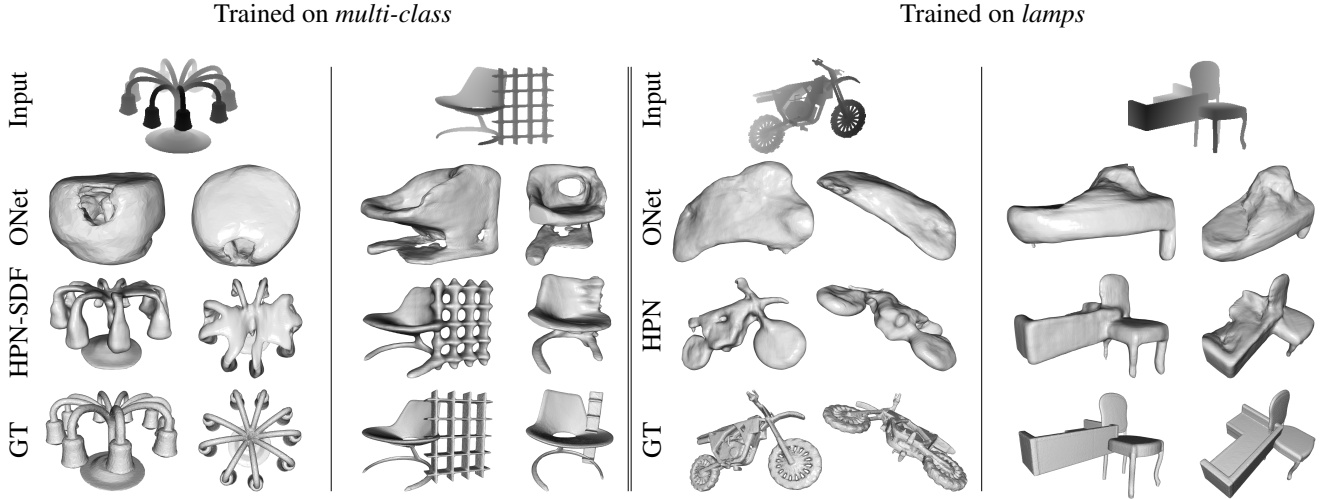 Trained on multi-class
Trained on lamps
Input
ONet
HPN-SDF
GT
Input
ONet
HPN
GT